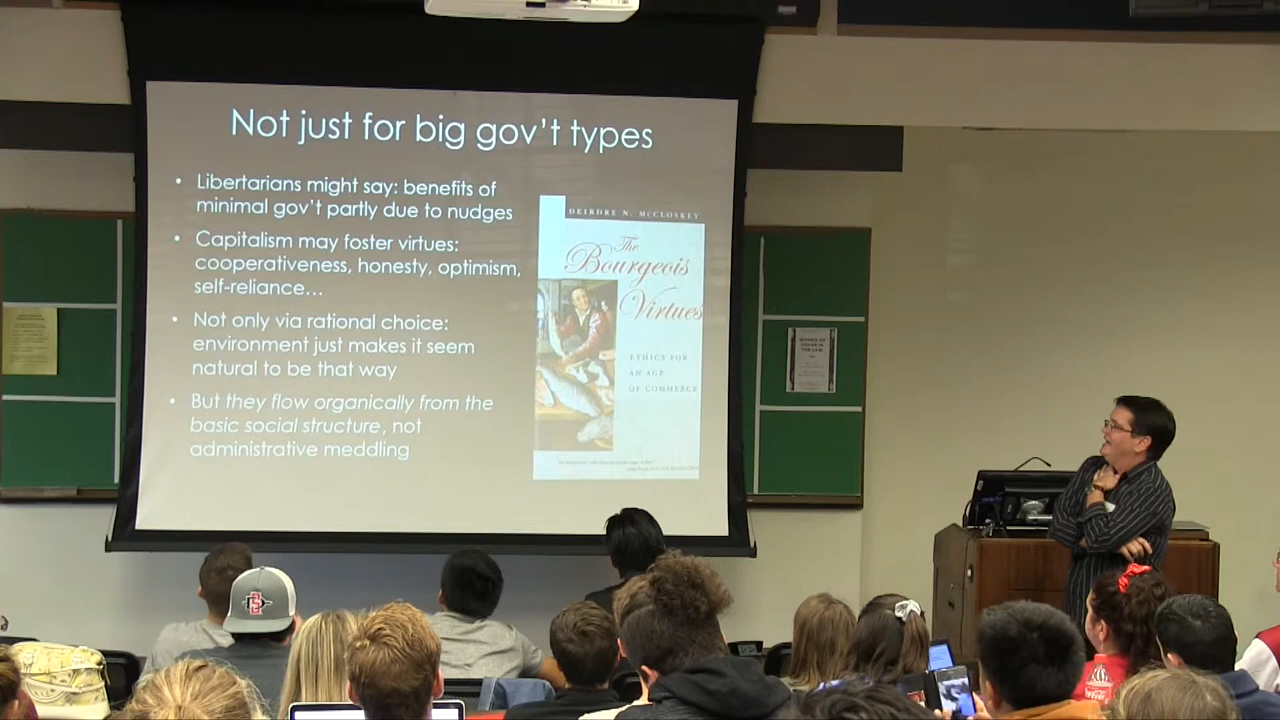 Not just for big gov't types
• Libertarians might say: benefits of
minimal gov't partly due to nudges
• Capitalism may foster virtues:
cooperativeness, honesty, optimism,
self-reliance…
• Not only via rational choice:
environment just makes it seem
natural to be that way
• But they flow organically from the
basic social structure, not
administrative meddling
DEIRDRE N. McCLOSKEY
The
Bourgeois
Virtues
ETHICS FOR
AN AGE
OF COMMERCE
Coca-Cola